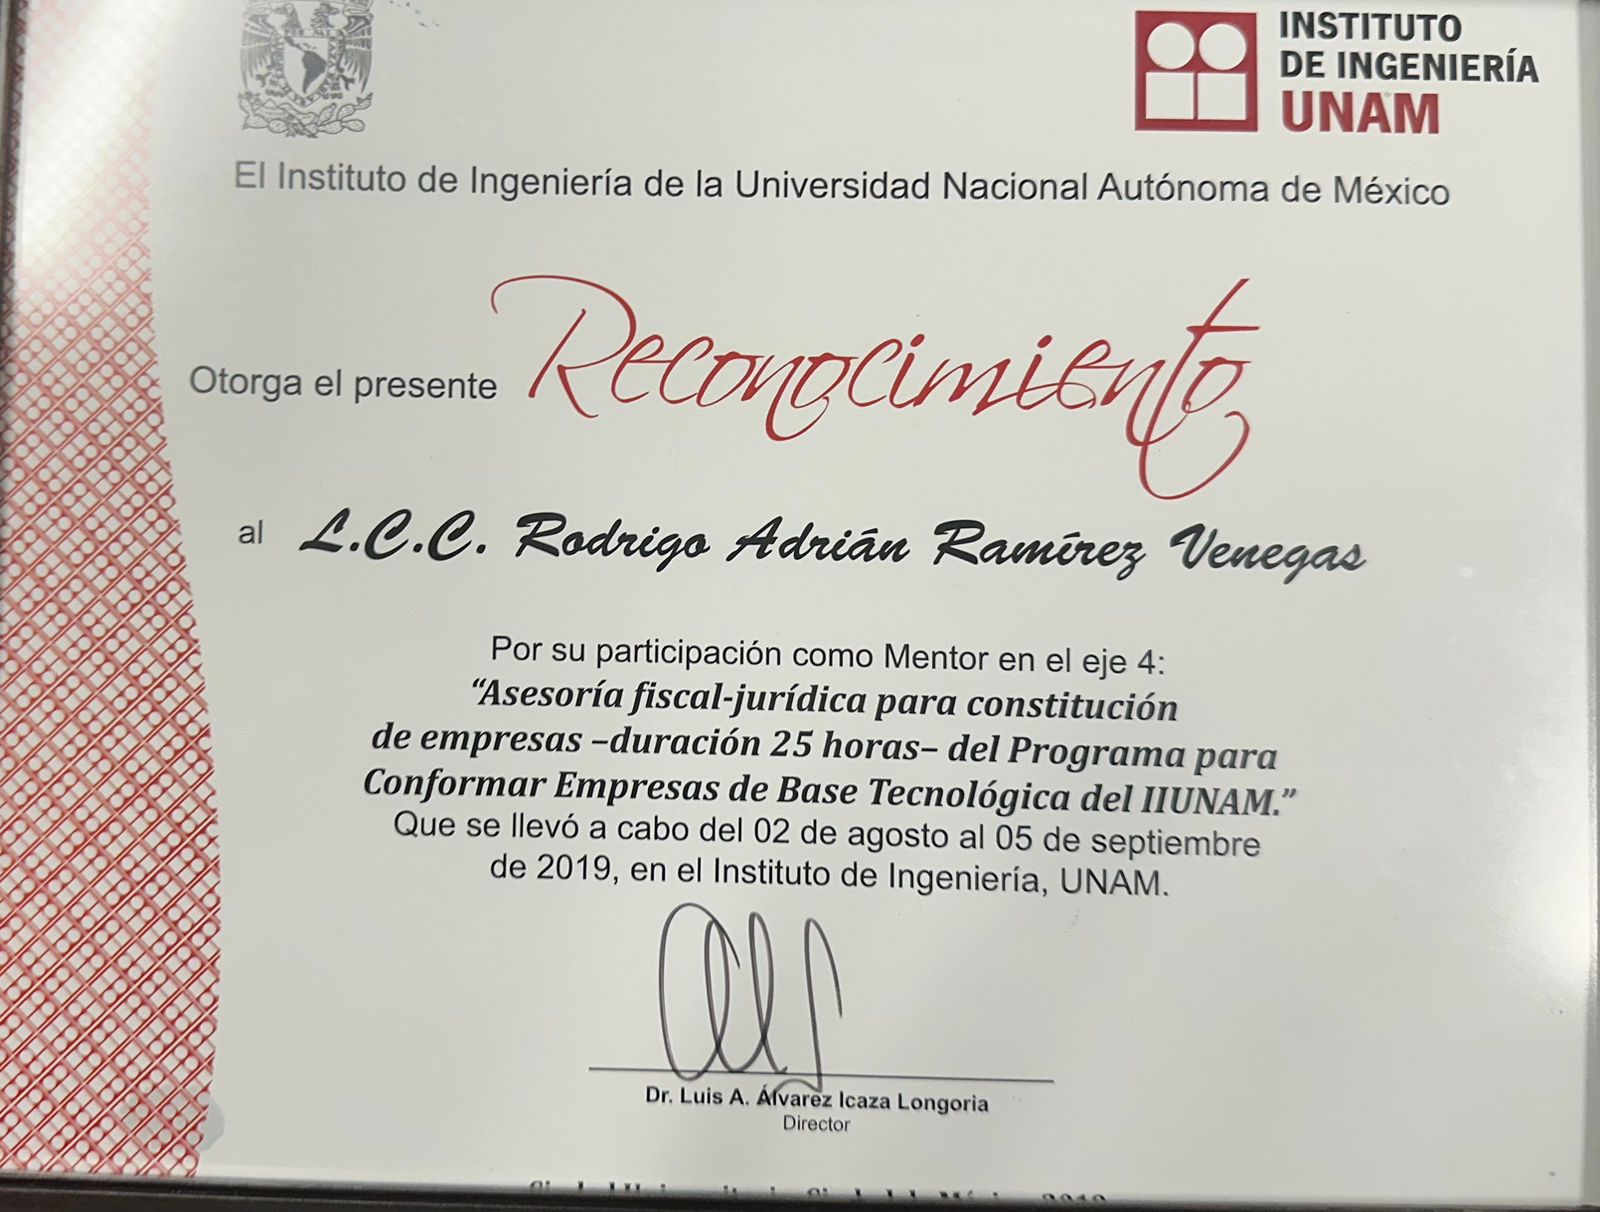 INSTITUTO
DE INGENIERÍA
UNAM
El Instituto de Ingeniería de la Universidad Nacional Autónoma de México
Otorga el presente Reconocimiento
al L.C.C. Rodrigo Adrián Ramírez Venegas
Por su participación como Mentor en el eje 4:
“Asesoría fiscal-jurídica para constitución
de empresas –duración 25 horas– del Programa para
Conformar Empresas de Base Tecnológica del IIUNAM.”
Que se llevó a cabo del 02 de agosto al 05 de septiembre
de 2019, en el Instituto de Ingeniería, UNAM.
Dr. Luis A. Álvarez Icaza Longoria
Director